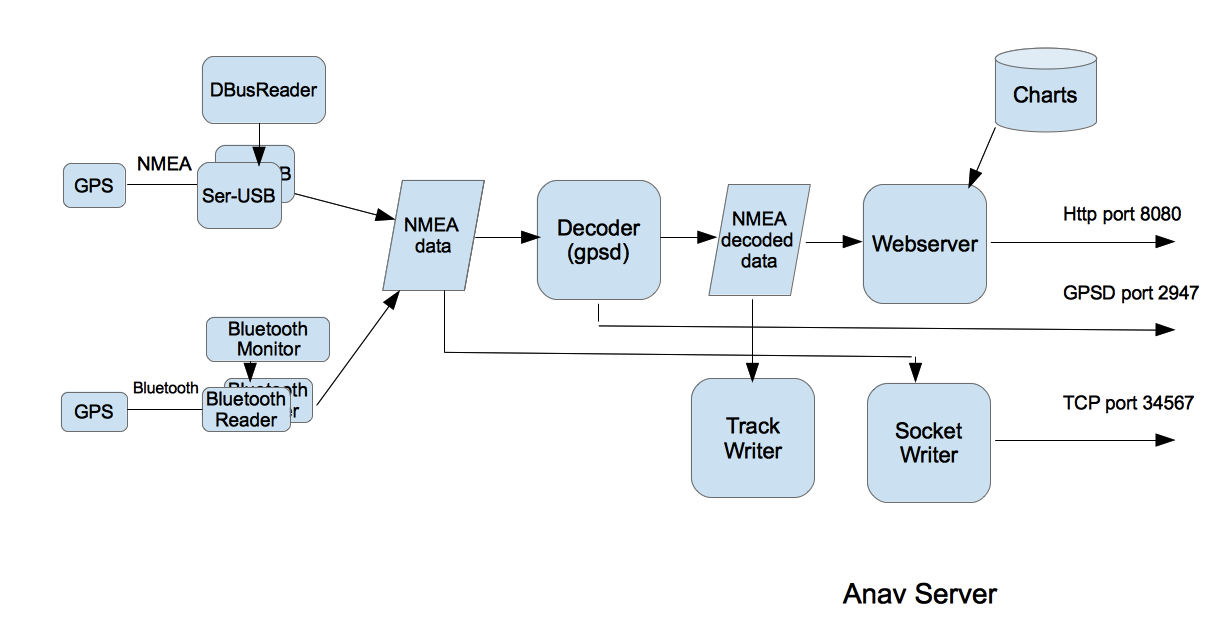 DBusReader
Charts
NMEA
GPS
B
Ser-USB
NMEA
data
Decoder
(gpsd)
NMEA
decoded
data
Webserver
Http port 8080
GPSD port 2947
Bluetooth
Monitor
Bluetooth
GPS
Bluetooth
Reader
Track
Writer
Socket
Writer
TCP port 34567
Anav Server